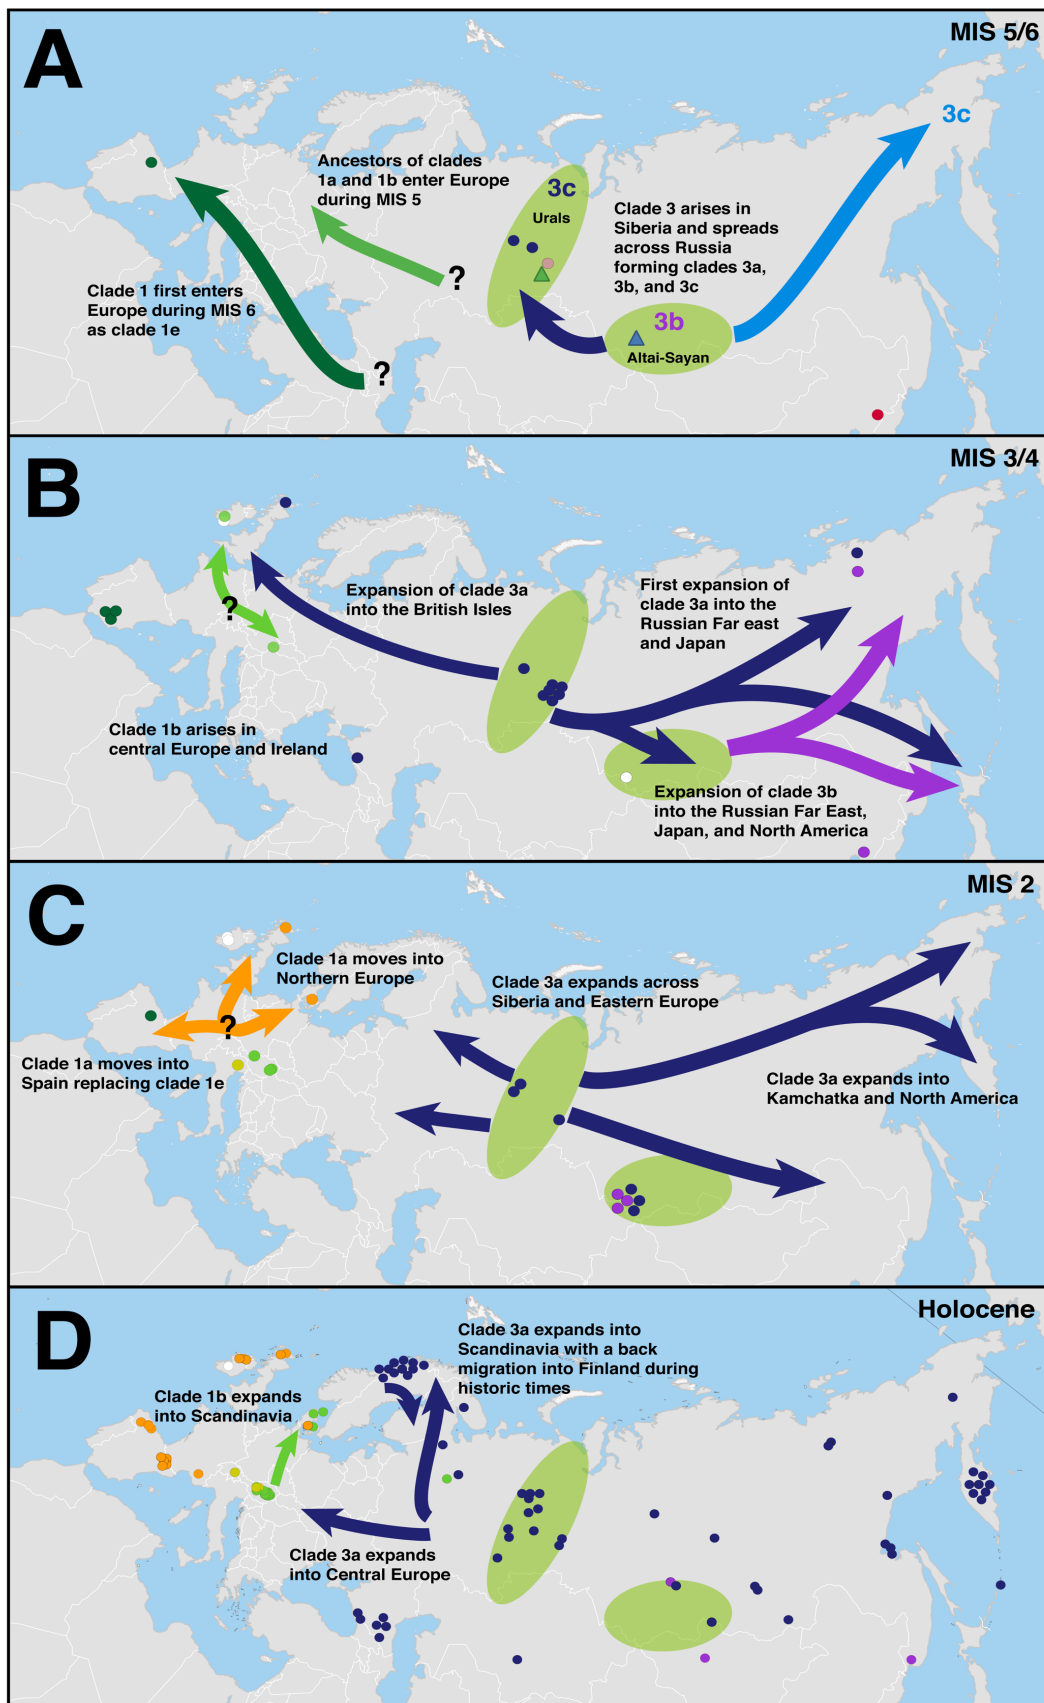 A
MIS 5/6
3c
Ancestors of clades
1a and 1b enter Europe
during MIS 5
3c
Urals
Clade 3 arises in
Siberia and spreads
across Russia
forming clades 3a,
3b, and 3c
?
Clade 1 first enters
Europe during MIS 6
as clade 1e
3b
Altai-Sayan
?
B
MIS 3/4
Expansion of clade 3a
into the British Isles
First expansion of
clade 3a into the
Russian Far east
and Japan
?
Clade 1b arises in
central Europe and Ireland
Expansion of clade 3b
into the Russian Far East,
Japan, and North America
C
MIS 2
Clade 1a moves into
Northern Europe
Clade 3a expands across
Siberia and Eastern Europe
?
Clade 1a moves into
Spain replacing clade 1e
Clade 3a expands into
Kamchatka and North America
D
Holocene
Clade 3a expands into
Scandinavia with a back
migration into Finland during
historic times
Clade 1b expands
into Scandinavia
Clade 3a expands
into Central Europe